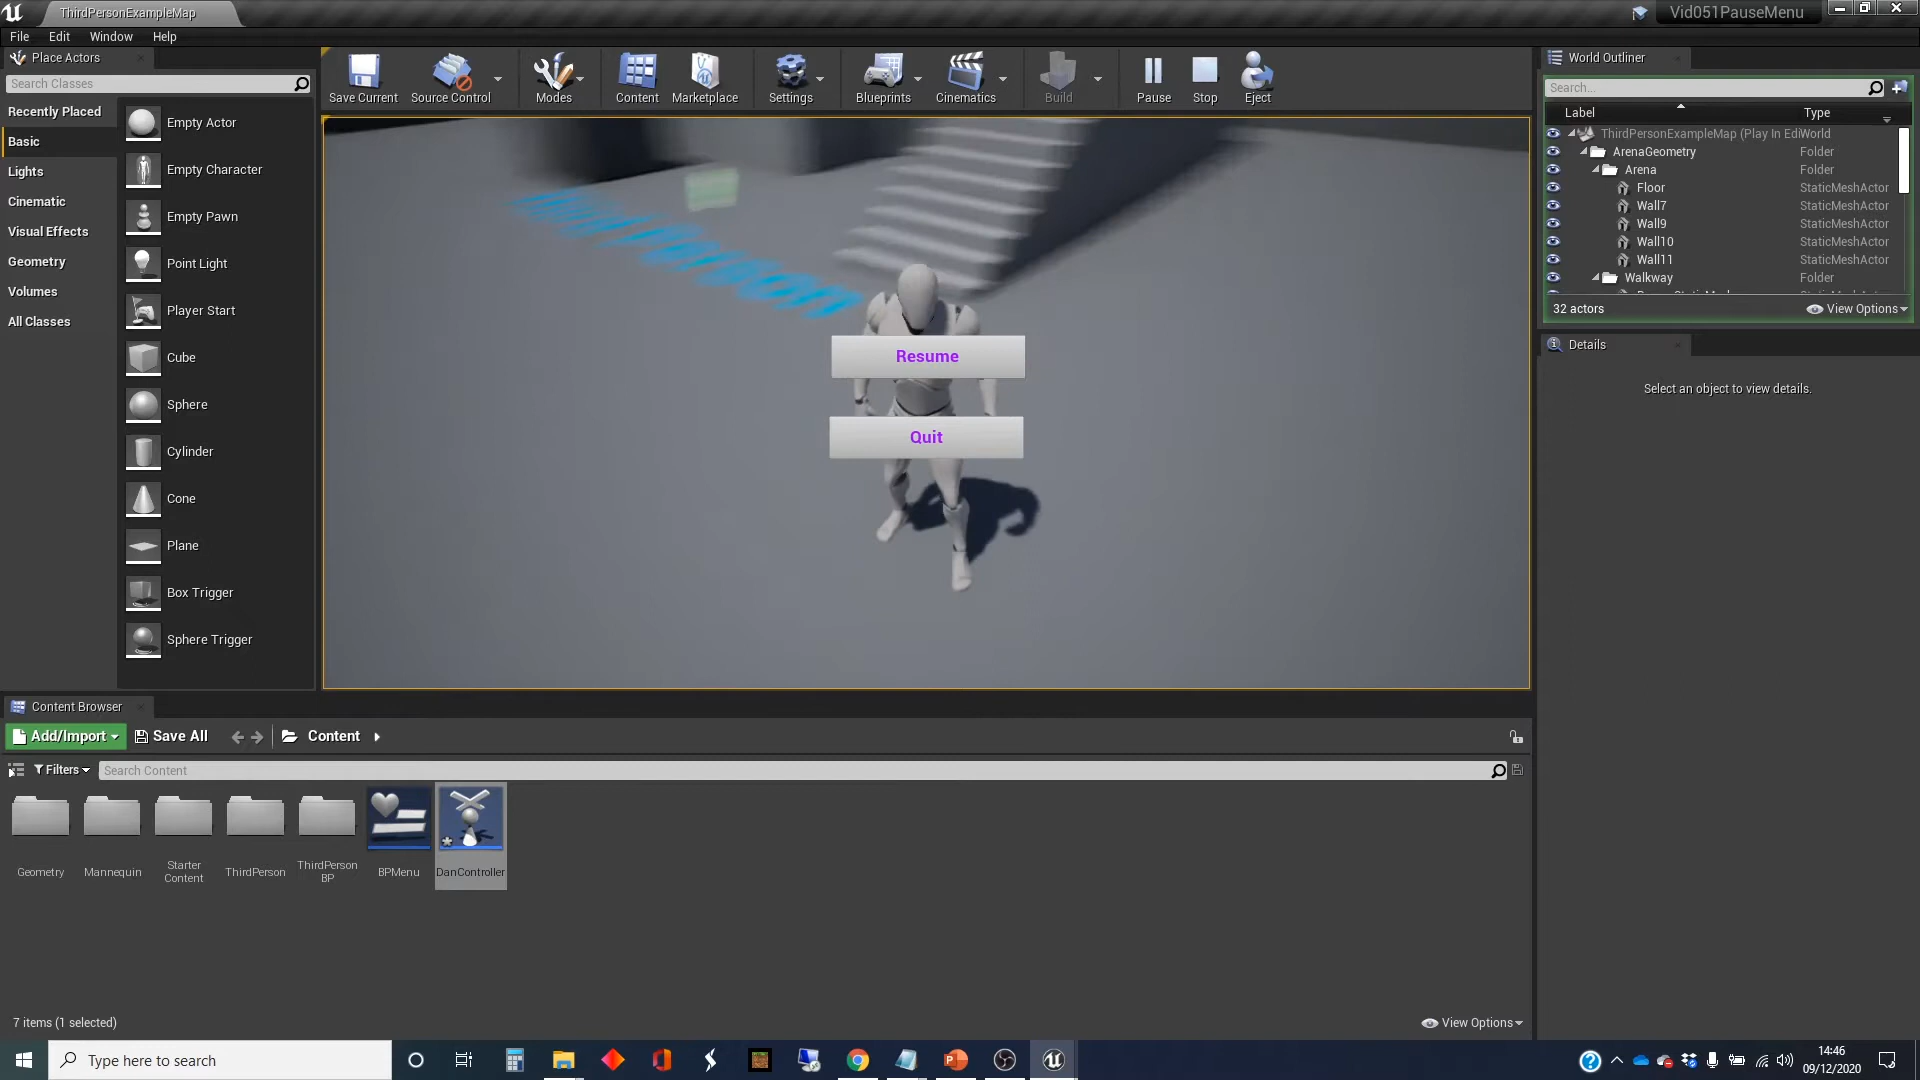 ThirdPersonExampleMap
Vid051PauseMenu
File Edit Window Help
Place Actors
Search Classes
Recently Placed
Basic
Lights
Cinematic
Visual Effects
Geometry
Volumes
All Classes
Empty Actor
Empty Character
Empty Pawn
Point Light
Player Start
Cube
Sphere
Cylinder
Cone
Plane
Box Trigger
Sphere Trigger
Save Current Source Control Modes Content Marketplace Settings Blueprints Cinematics Build Pause Stop Eject
Resume
Quit
World Outliner
Search...
Label Type
ThirdPersonExampleMap (Play In Edi World
ArenaGeometry Folder
Arena Folder
Floor StaticMeshActor
Wall7 StaticMeshActor
Wall9 StaticMeshActor
Wall10 StaticMeshActor
Wall11 StaticMeshActor
Walkway Folder
32 actors View Options
Details
Select an object to view details.
Content Browser
Add/Import Save All Content
Filters Search Content
Geometry
Mannequin
Starter
Content
ThirdPerson
ThirdPerson
BP
BPMenu
DanController
7 items (1 selected) View Options
Type here to search
14:46
09/12/2020